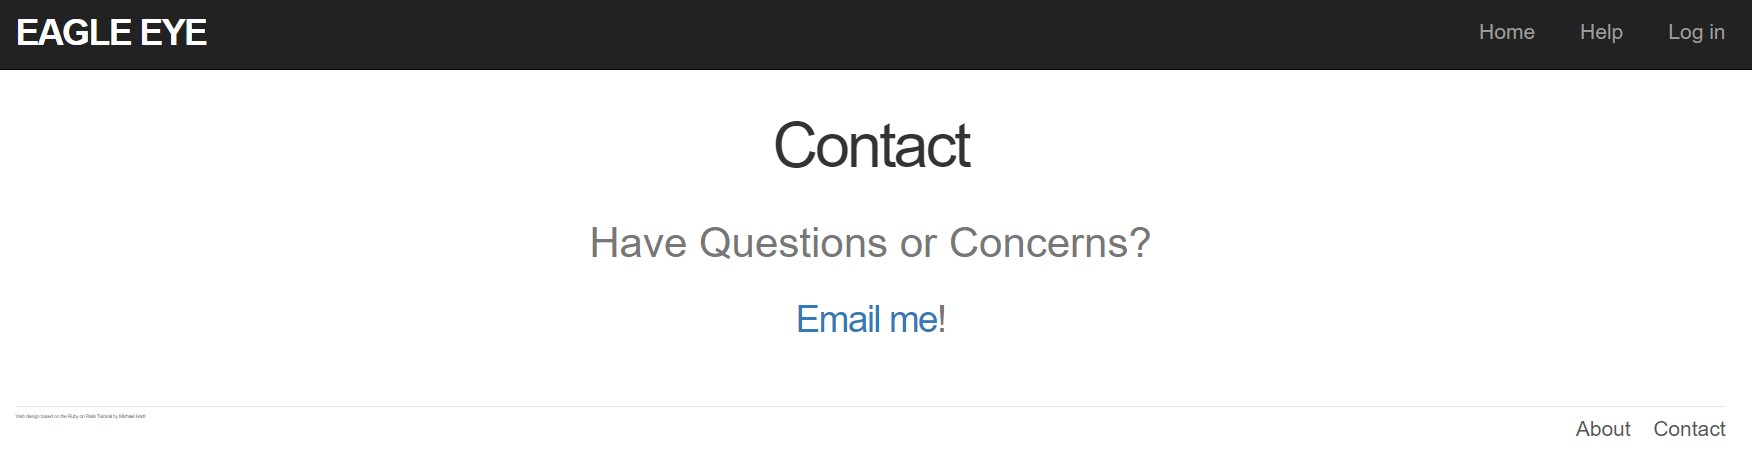 EAGLE EYE
Home Help Log in
Contact
Have Questions or Concerns?
Email me!
Web design based on the Ruby on Rails Tutorial by Michael Hartl
About Contact